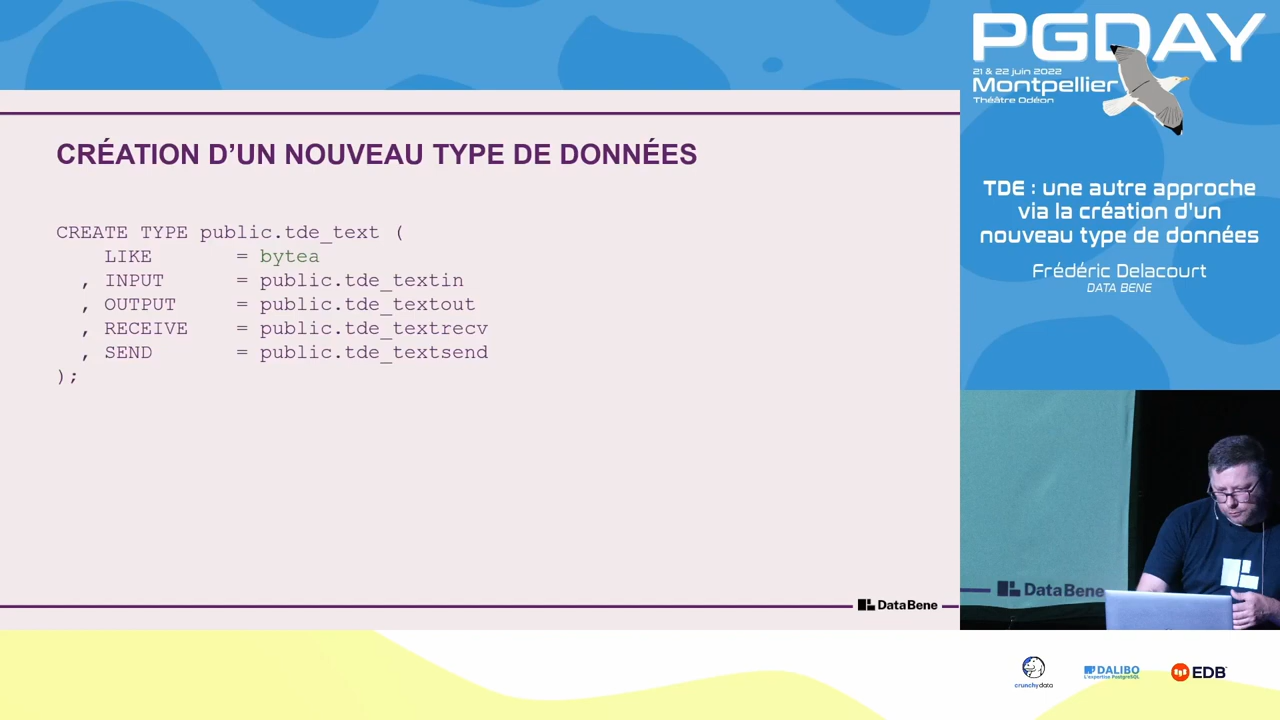 CRÉATION D’UN NOUVEAU TYPE DE DONNÉES
CREATE TYPE public.tde_text (
    LIKE       = bytea
  , INPUT      = public.tde_textin
  , OUTPUT     = public.tde_textout
  , RECEIVE    = public.tde_textrecv
  , SEND       = public.tde_textsend
);
DataBene
PGDAY
21 & 22 juin 2022
Montpellier
Théâtre Odéon
TDE : une autre approche
via la création d'un
nouveau type de données
Frédéric Delacourt
DATA BENE
DataBene
crunchydata
DALIBO
L'expertise PostgreSQL
EDB